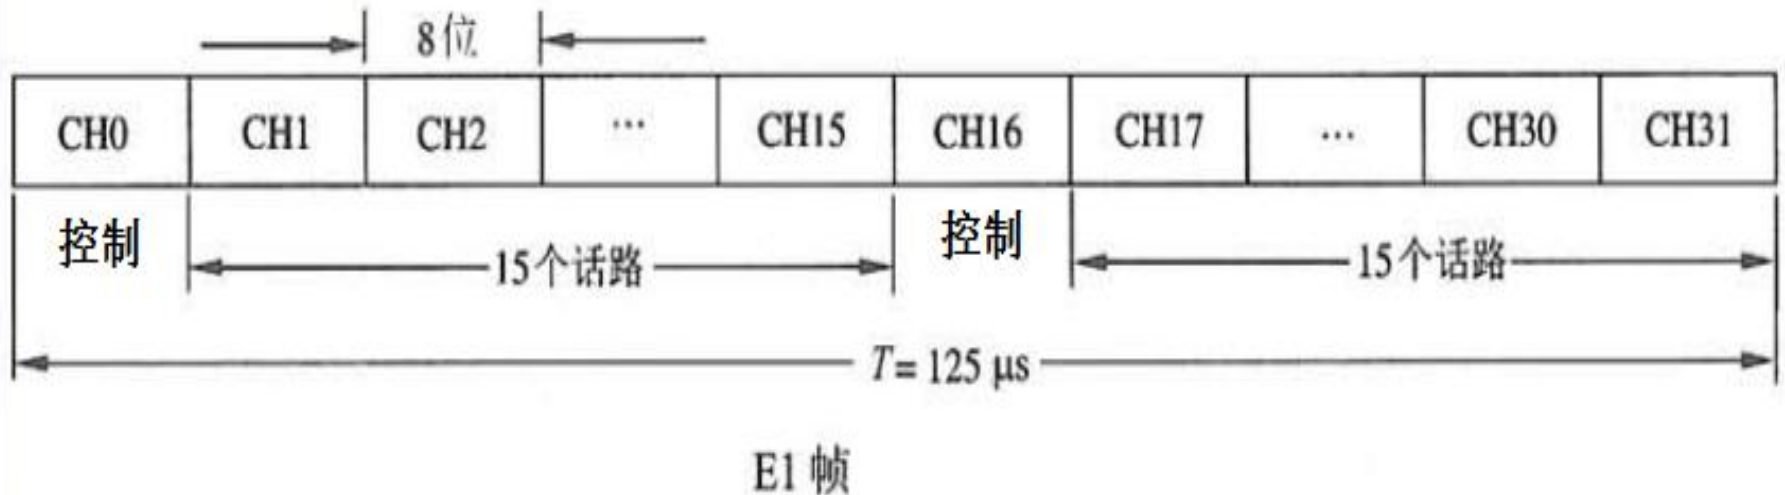 8位
CH0 CH1 CH2 ... CH15 CH16 CH17 ... CH30 CH31
控制 15个话路 控制 15个话路
T= 125 μs
E1 帧